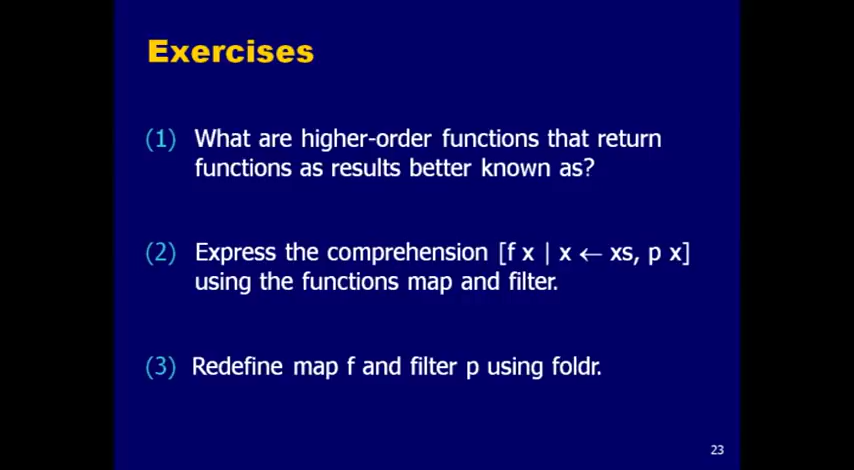 Exercises
(1) What are higher-order functions that return
functions as results better known as?
(2) Express the comprehension [f x | x ← xs, p x]
using the functions map and filter.
(3) Redefine map f and filter p using foldr.
23